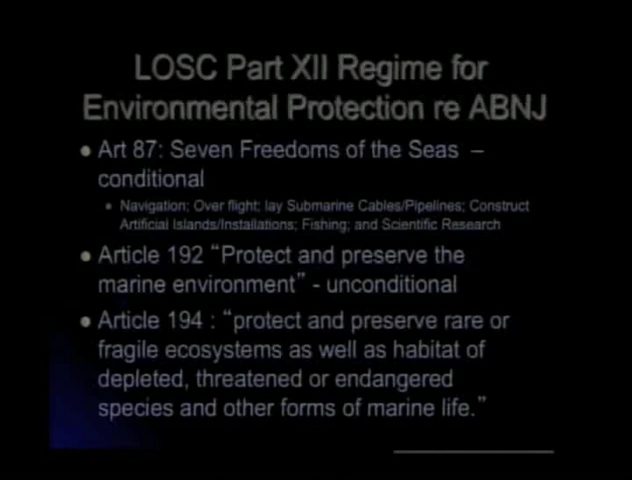 LOSC Part XII Regime for
Environmental Protection re ABNJ
• Art 87: Seven Freedoms of the Seas –
conditional
• Navigation; Over flight; lay Submarine Cables/Pipelines; Construct
Artificial Islands/Installations; Fishing; and Scientific Research
• Article 192 “Protect and preserve the
marine environment” - unconditional
• Article 194 : “protect and preserve rare or
fragile ecosystems as well as habitat of
depleted, threatened or endangered
species and other forms of marine life.”